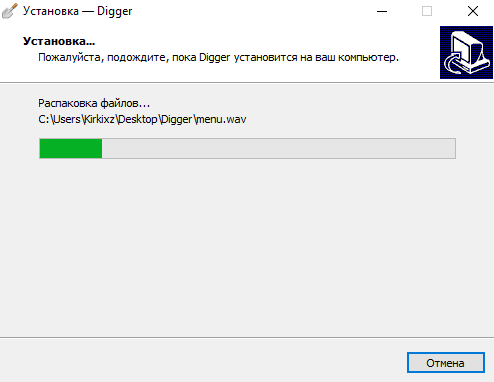 Установка — Digger
Установка...
Пожалуйста, подождите, пока Digger установится на ваш компьютер.
Распаковка файлов...
C:\Users\Kirkixz\Desktop\Digger\menu.wav
Отмена